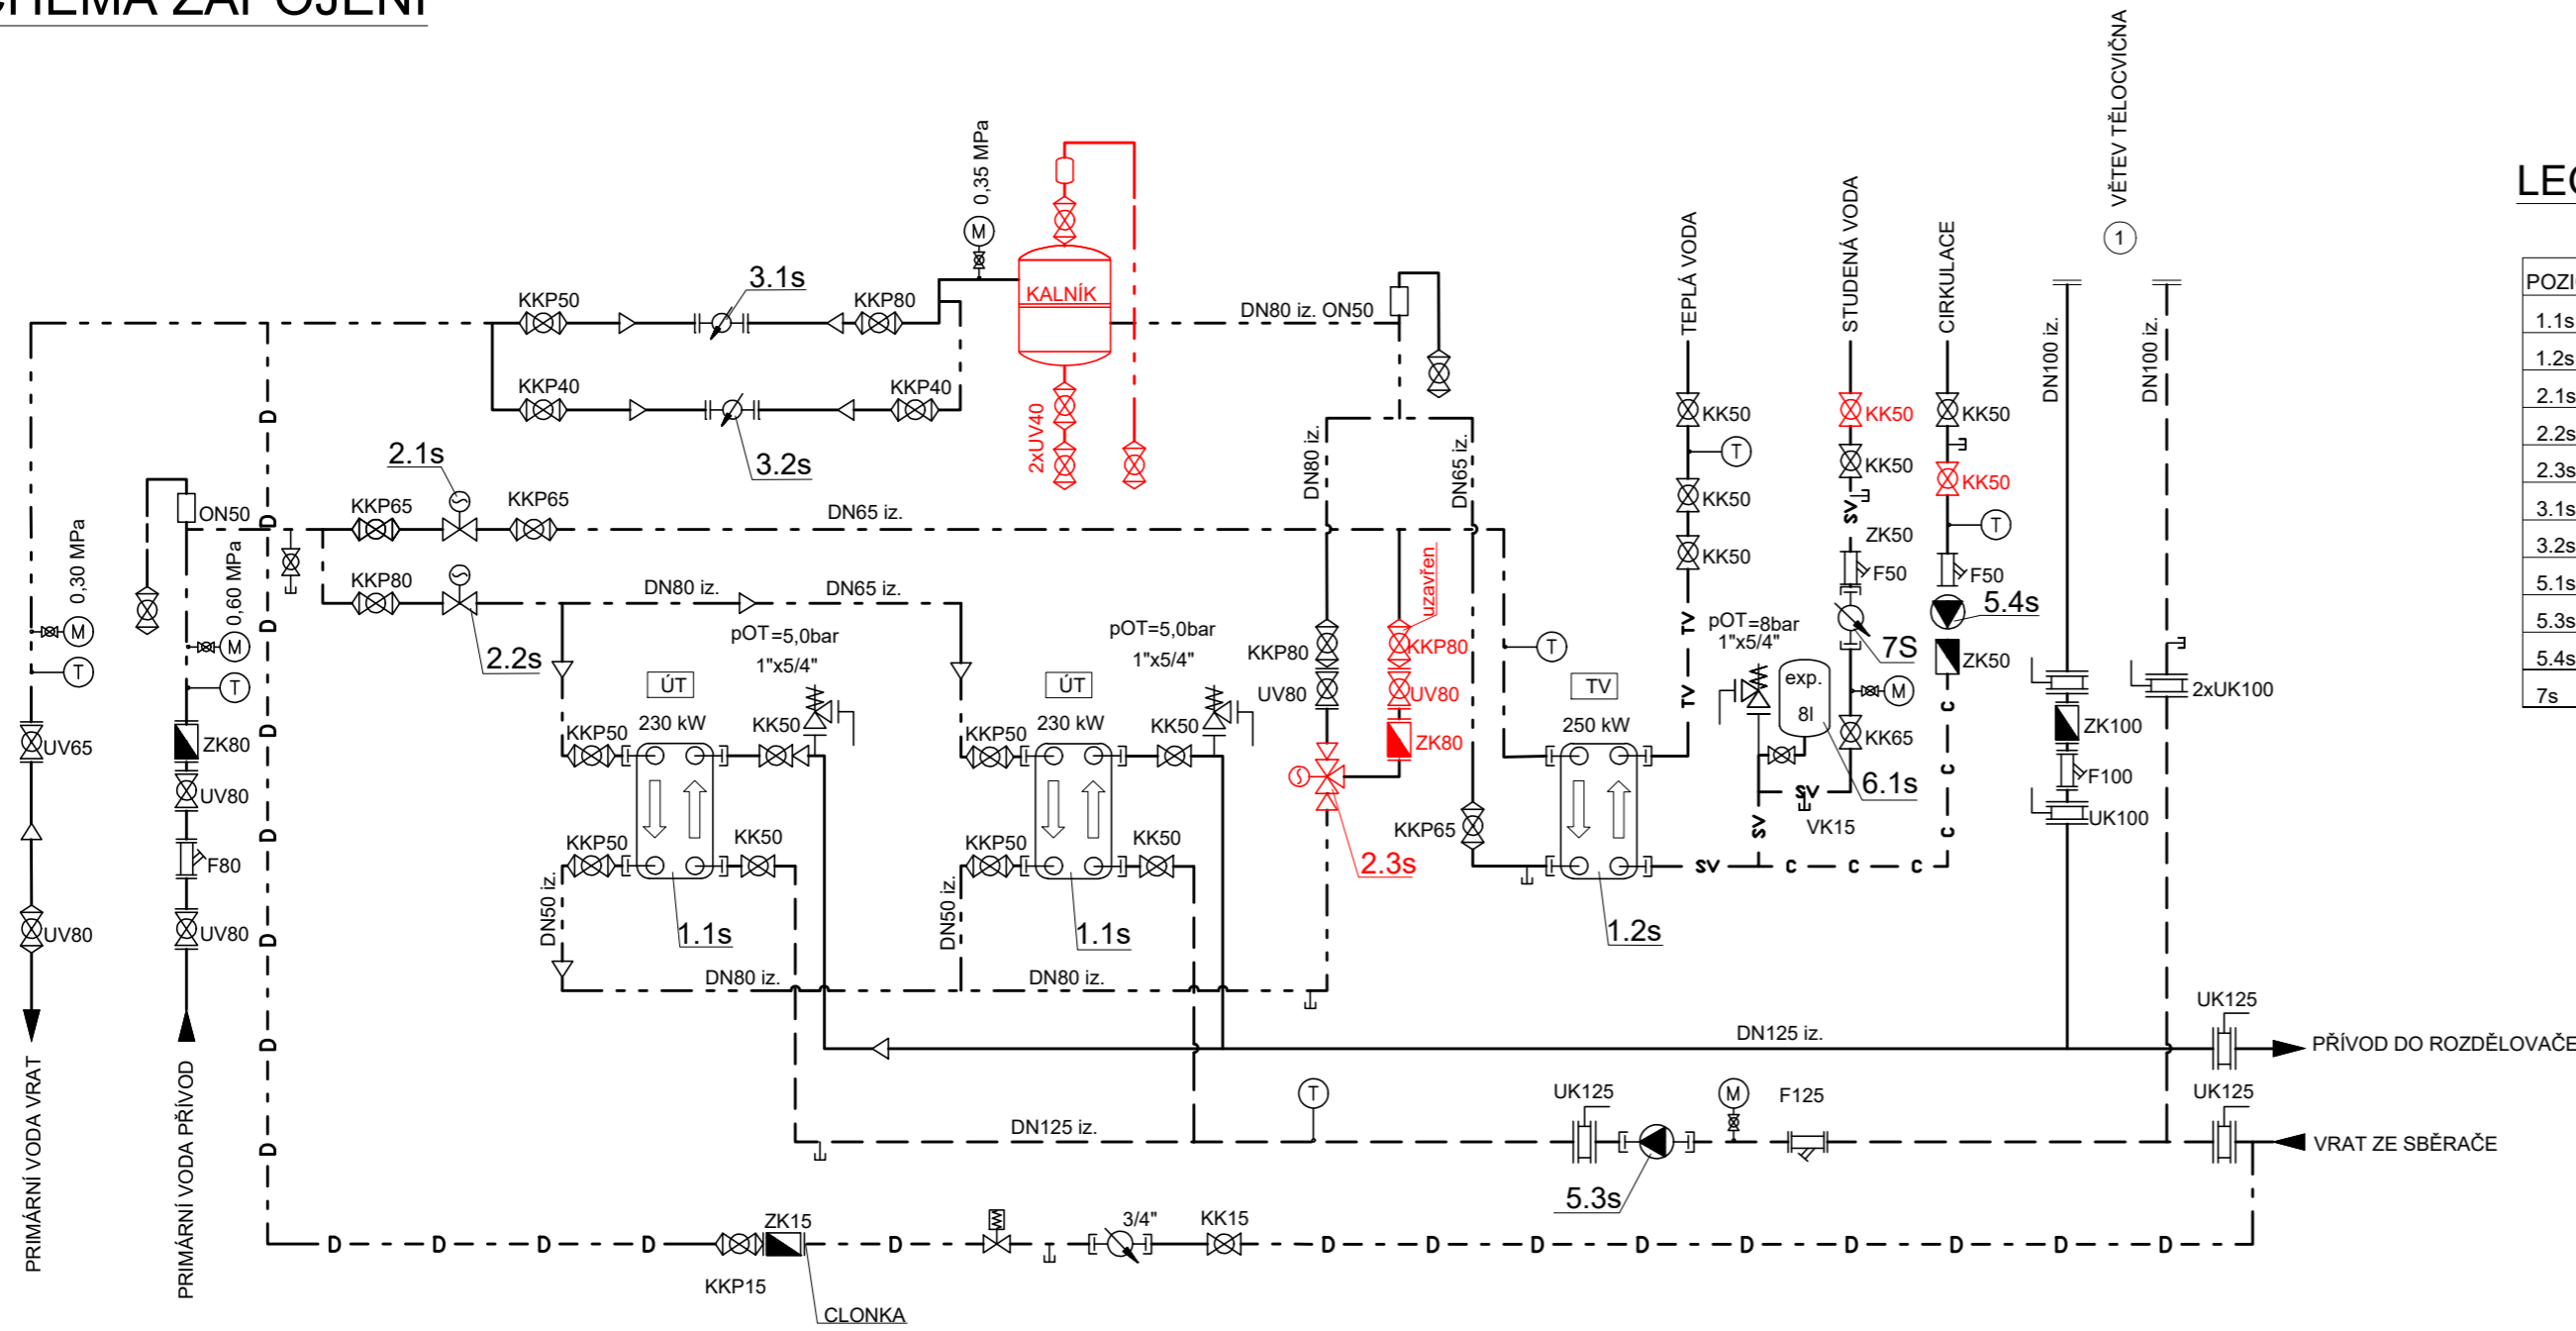 CHEMA ZAPOJENÍ
VĚTEV TĚLOCVIČNA
1
LEG
POZI
1.1s
1.2s
2.1s
2.2s
2.3s
3.1s
3.2s
5.1s
5.3s
5.4s
7s
0,35 MPa
M
3.1s
KKP50
KKP80
KALNÍK
DN80 iz. ON50
TEPLÁ VODA
STUDENÁ VODA
CIRKULACE
DN100 iz.
DN100 iz.
KKP40
KKP40
3.2s
2xUV40
DN80 iz.
DN65 iz.
KK50
KK50
KK50
T
KK50
KK50
KK50
KK50
SV
ZK50
T
KK50
F50
F50
5.4s
D
2.1s
ON50
D
KKP65
KKP65
DN65 iz.
0,30 MPa
0,60 MPa
M
T
M
T
KKP80
DN80 iz.
DN65 iz.
2.2s
D
D
pOT=5,0bar
1"x5/4"
pOT=5,0bar
1"x5/4"
uzavřen
KKP80
KKP80
UV80
UV80
ZK80
T
TV
TV
pOT=8bar
1"x5/4"
exp.
8l
7S
M
ZK50
2xUK100
ÚT
230 kW
ÚT
230 kW
TV
250 kW
KKP50
KK50
KKP50
KK50
KK65
C
C
C
ZK100
F100
UK100
UV65
ZK80
UV80
F80
UV80
UV80
D
D
D
KKP50
KK50
KKP50
KK50
2.3s
KKP65
SV
SV
VK15
6.1s
SV
C
C
C
DN50 iz.
1.1s
DN50 iz.
1.1s
1.2s
DN80 iz.
DN80 iz.
UK125
DN125 iz.
PŘÍVOD DO ROZDĚLOVAČE
PRIMÁRNÍ VODA VRAT
PRIMÁRNÍ VODA PŘÍVOD
D
D
T
DN125 iz.
UK125
M
F125
UK125
VRAT ZE SBĚRAČE
5.3s
D
D
D
D
ZK15
D
3/4"
KK15
D
D
D
D
D
D
D
D
D
KKP15
CLONKA